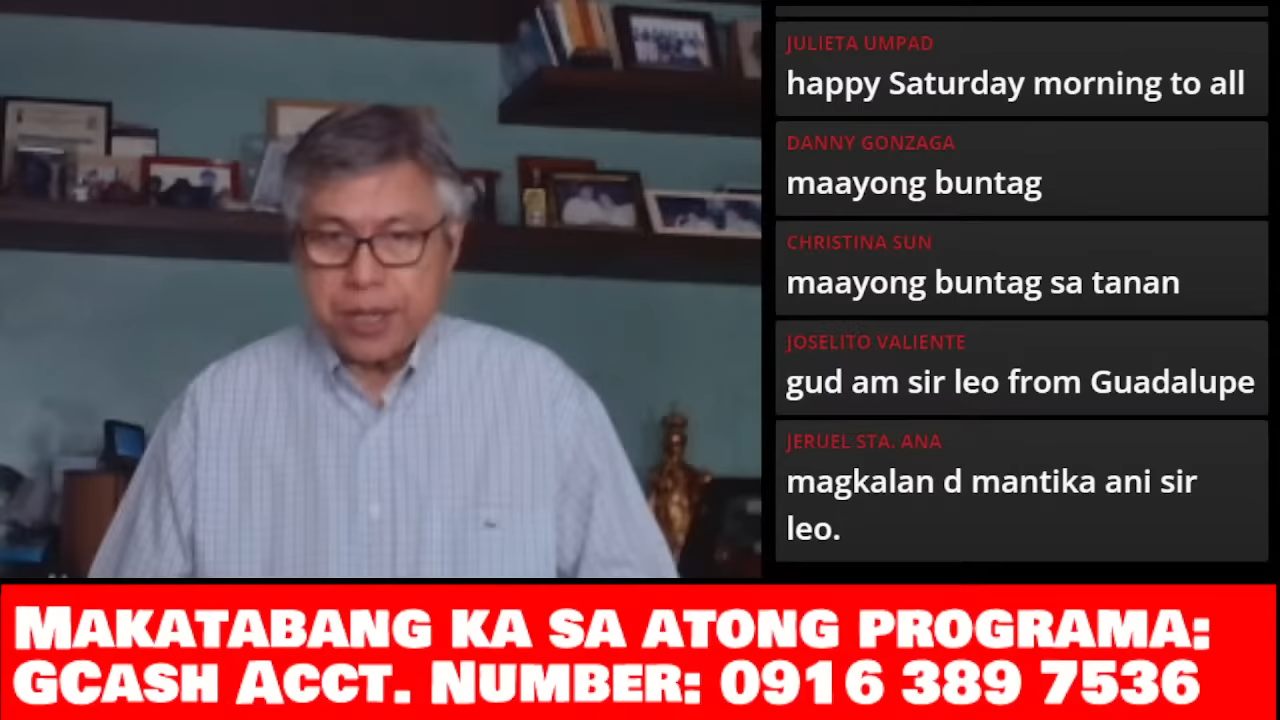 JULIETA UMPAD
happy Saturday morning to all
DANNY GONZAGA
maayong buntag
CHRISTINA SUN
maayong buntag sa tanan
JOSELITO VALIENTE
gud am sir leo from Guadalupe
JERUEL STA. ANA
magkalan d mantika ani sir
leo.
MAKATABANG KA SA ATONG PROGRAMA:
GCASH ACCT. NUMBER: 0916 389 7536